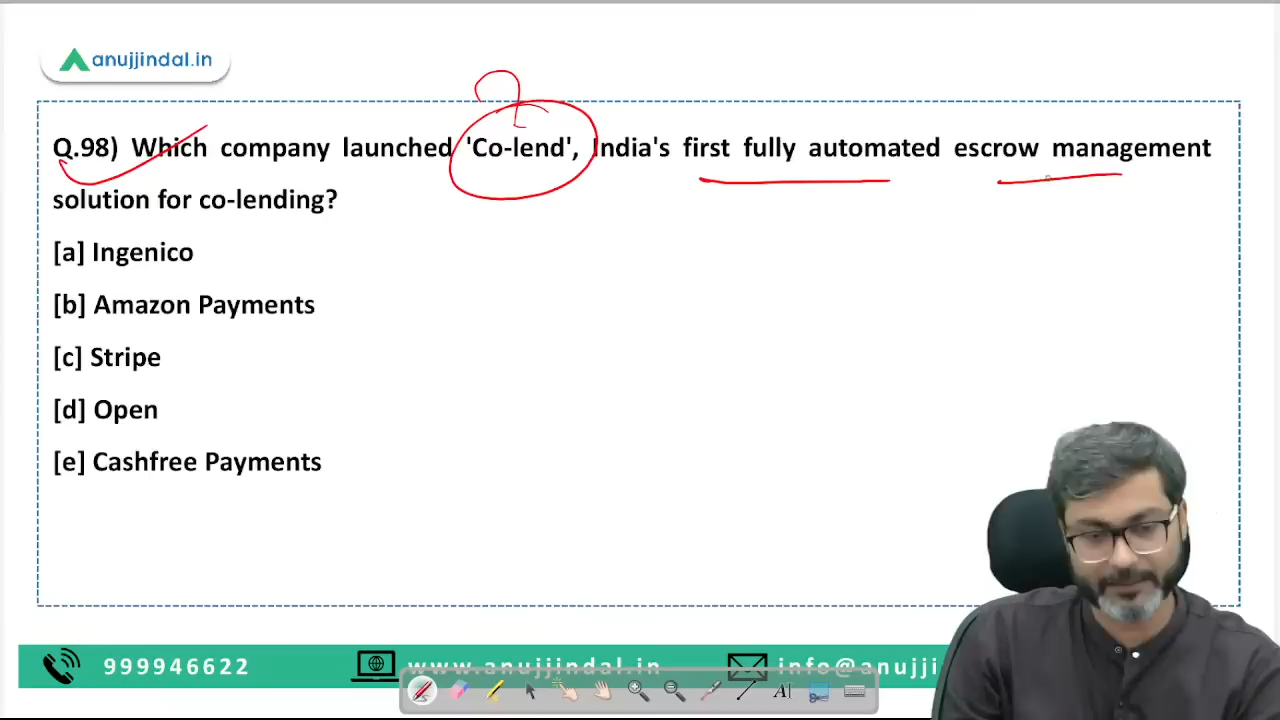 anujjindal.in
Q.98) Which company launched 'Co-lend', India's first fully automated escrow management
solution for co-lending?
[a] Ingenico
[b] Amazon Payments
[c] Stripe
[d] Open
[e] Cashfree Payments
999946622 www.anujjindal.in info@anujji